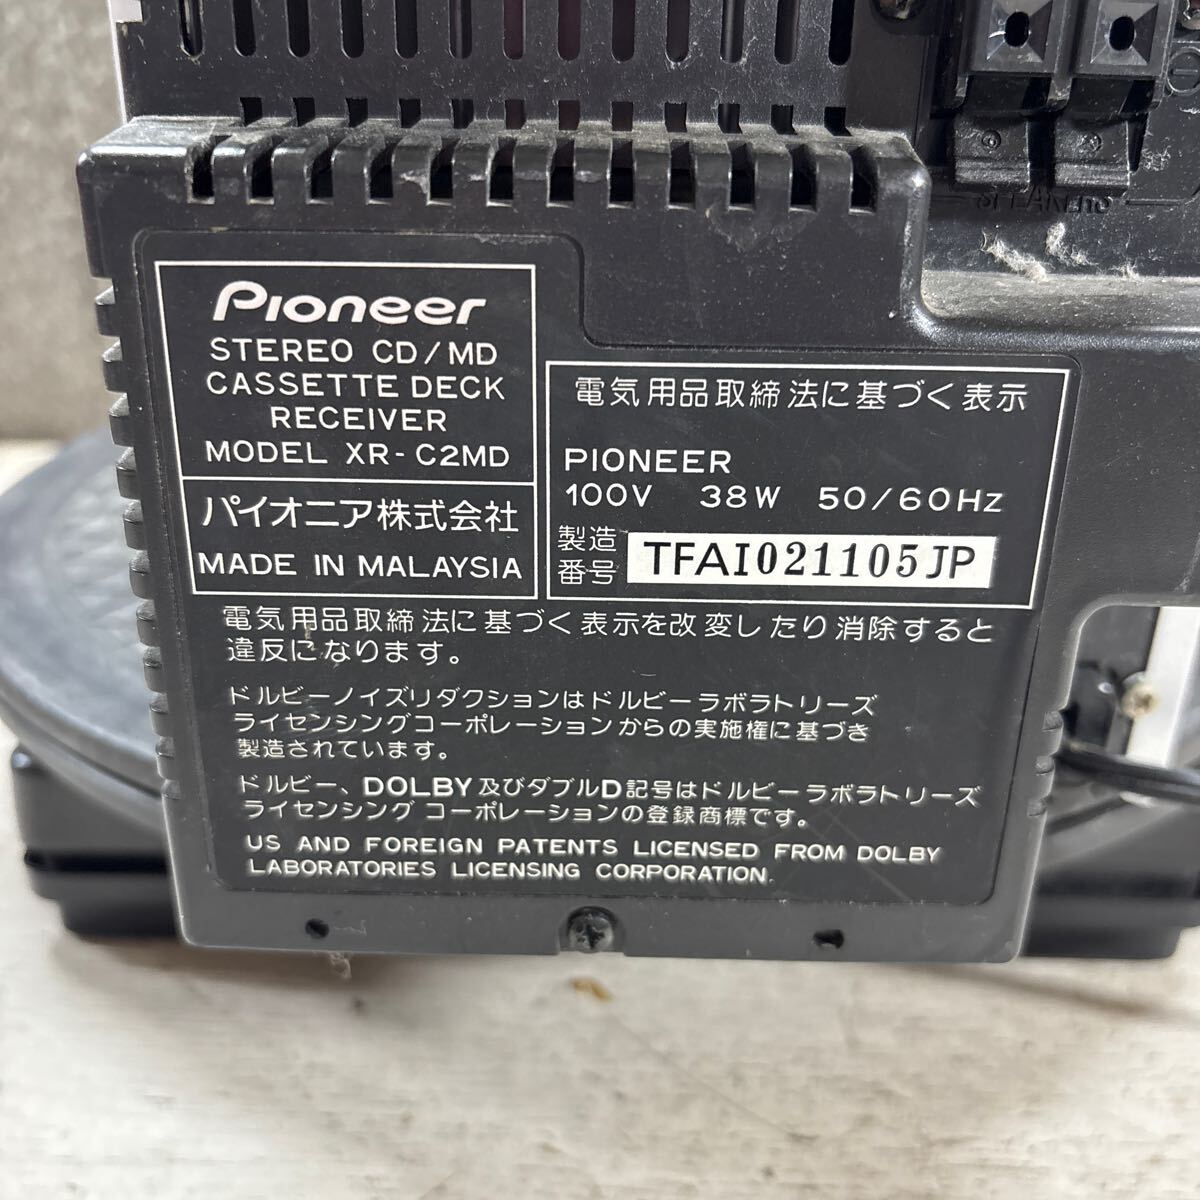 SPEAKERS
Pioneer
STEREO CD/MD
CASSETTE DECK
RECEIVER
MODEL XR-C2MD
パイオニア株式会社
MADE IN MALAYSIA
電気用品取締法に基づく表示
PIONEER
100V 38W 50/60Hz
製造
番号 TFAI021105JP
電気用品取締法に基づく表示を改変したり消除すると
違反になります。
ドルビーノイズリダクションはドルビーラボラトリーズ
ライセンシングコーポレーションからの実施権に基づき
製造されています。
ドルビー、DOLBY及びダブルD記号はドルビーラボラトリーズ
ライセンシング コーポレーションの登録商標です。
US AND FOREIGN PATENTS LICENSED FROM DOLBY
LABORATORIES LICENSING CORPORATION.